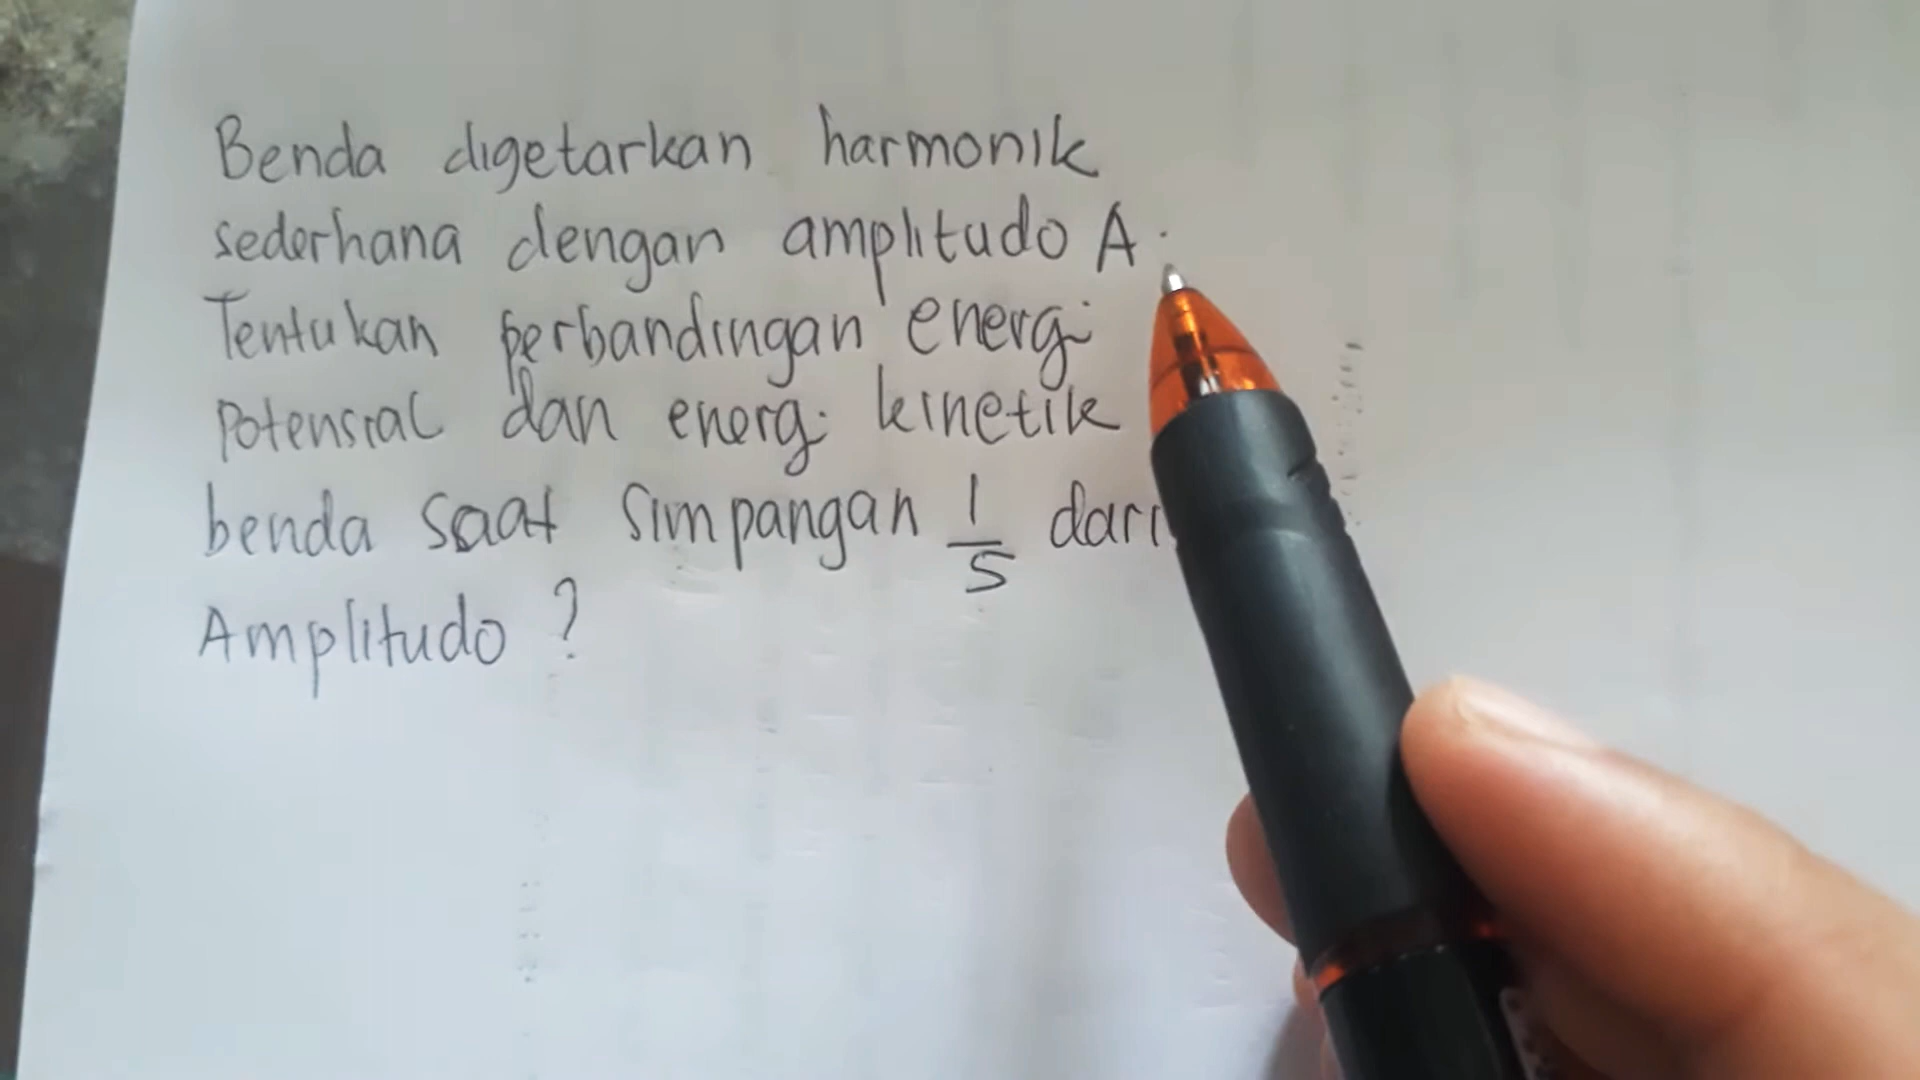 Benda digetarkan harmonik
sederhana dengan amplitudo A.
Tentukan perbandingan energi
potensial dan energi kinetik
benda saat simpangan 1/5 dari
Amplitudo ?